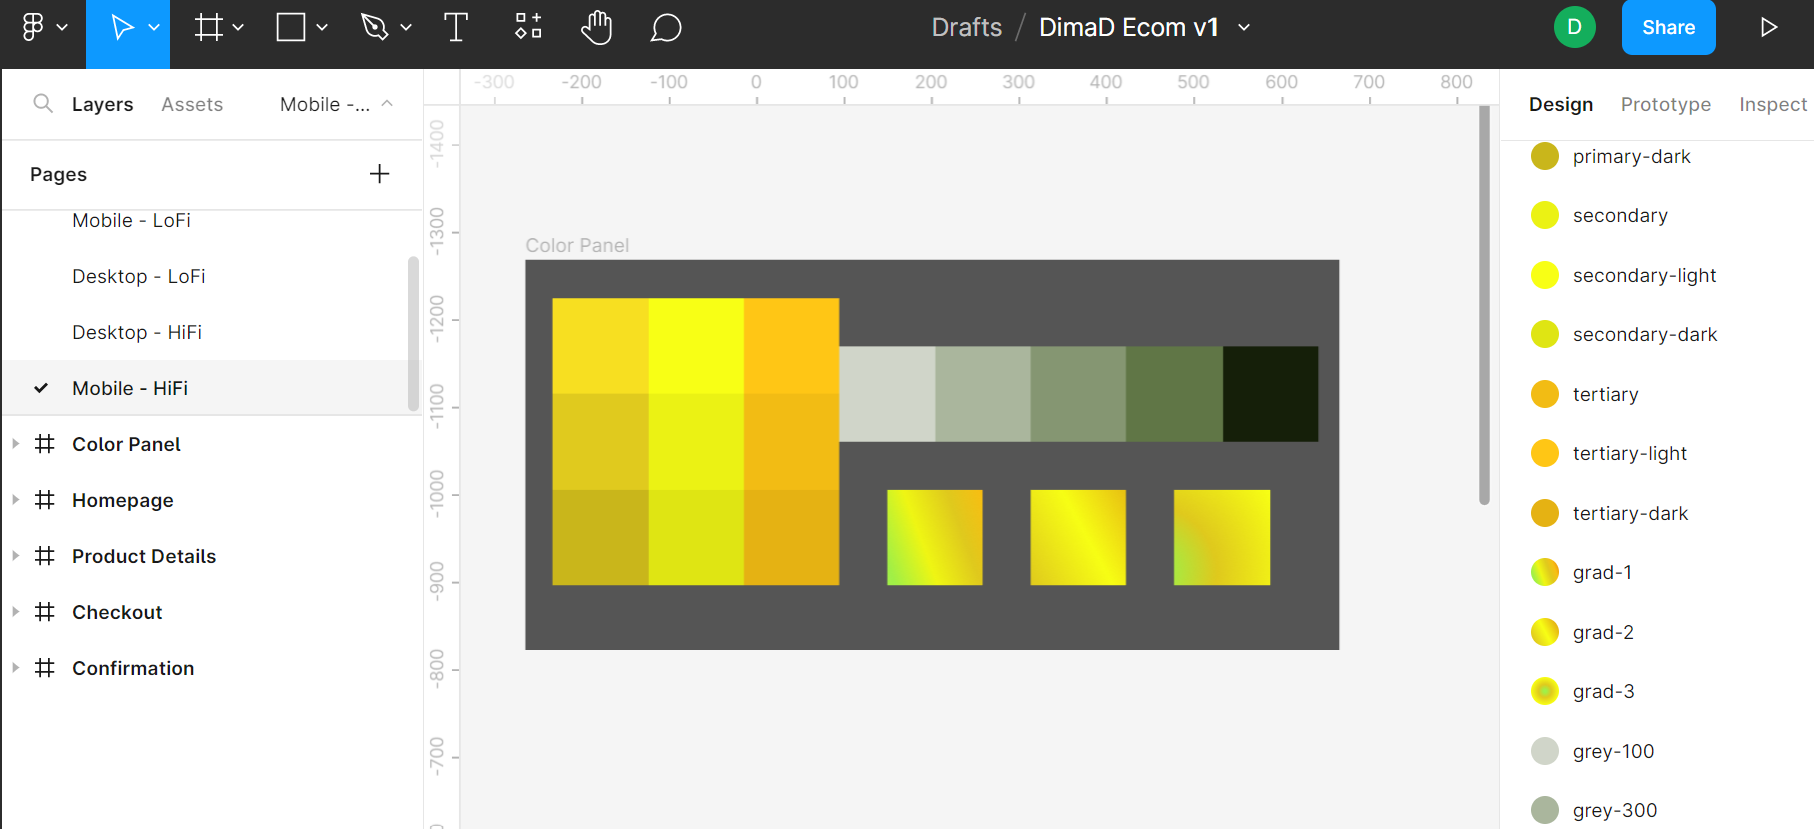 Drafts / DimaD Ecom v1
D
Share
Layers
Assets
Mobile -...
Pages
Mobile - LoFi
Desktop - LoFi
Desktop - HiFi
Mobile - HiFi
Color Panel
Homepage
Product Details
Checkout
Confirmation
-300 -200 -100 0 100 200 300 400 500 600 700 800
-1400
-1300
-1200
-1100
-1000
-900
-800
-700
Color Panel
Design
Prototype
Inspect
primary-dark
secondary
secondary-light
secondary-dark
tertiary
tertiary-light
tertiary-dark
grad-1
grad-2
grad-3
grey-100
grey-300